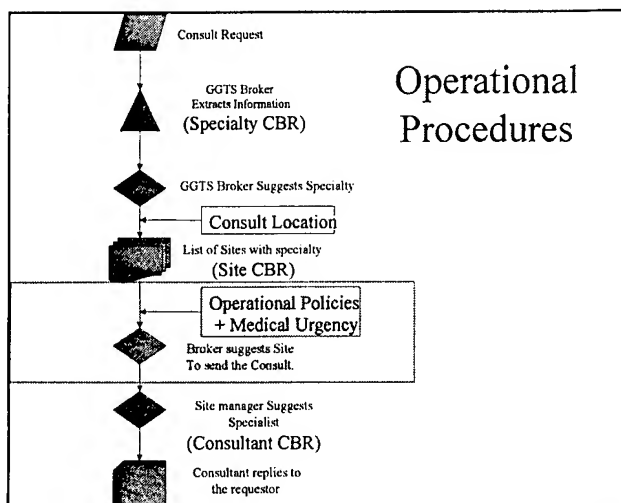 Consult Request
Operational
Procedures
GGTS Broker
Extracts Information
(Specialty CBR)
GGTS Broker Suggests Specialty
Consult Location
List of Sites with specialty
(Site CBR)
Operational Policies
+ Medical Urgency
Broker suggests Site
To send the Consult.
Site manager Suggests
Specialist
(Consultant CBR)
Consultant replies to
the requestor